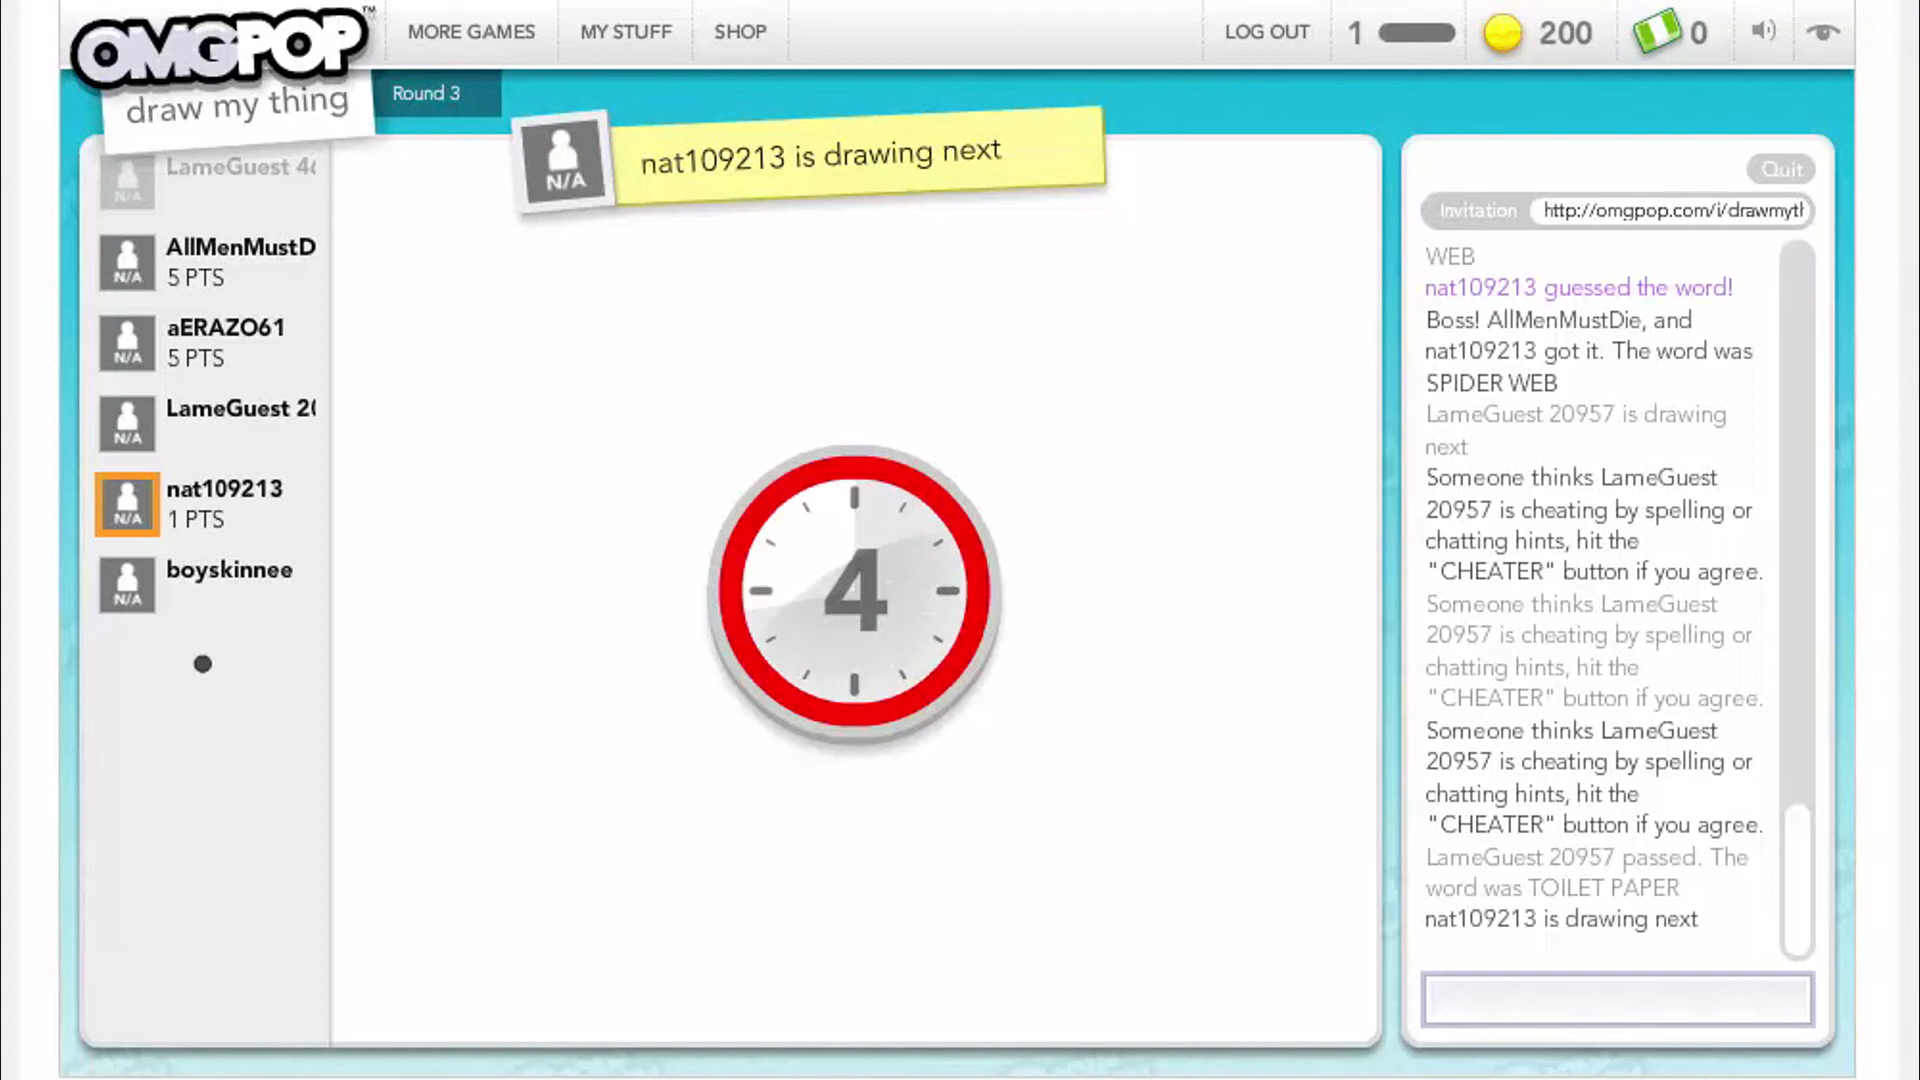 OMGPOP™
draw my thing
MORE GAMES
MY STUFF
SHOP
LOG OUT
1
200
0
Round 3
N/A
nat109213 is drawing next
N/A
LameGuest 4
N/A
AllMenMustD
5 PTS
N/A
aERAZO61
5 PTS
N/A
LameGuest 2
N/A
nat109213
1 PTS
N/A
boyskinnee
4
Quit
Invitation
http://omgpop.com/i/drawmyt
WEB
nat109213 guessed the word!
Boss! AllMenMustDie, and
nat109213 got it. The word was
SPIDER WEB
LameGuest 20957 is drawing
next
Someone thinks LameGuest
20957 is cheating by spelling or
chatting hints, hit the
"CHEATER" button if you agree.
Someone thinks LameGuest
20957 is cheating by spelling or
chatting hints, hit the
"CHEATER" button if you agree.
Someone thinks LameGuest
20957 is cheating by spelling or
chatting hints, hit the
"CHEATER" button if you agree.
LameGuest 20957 passed. The
word was TOILET PAPER
nat109213 is drawing next